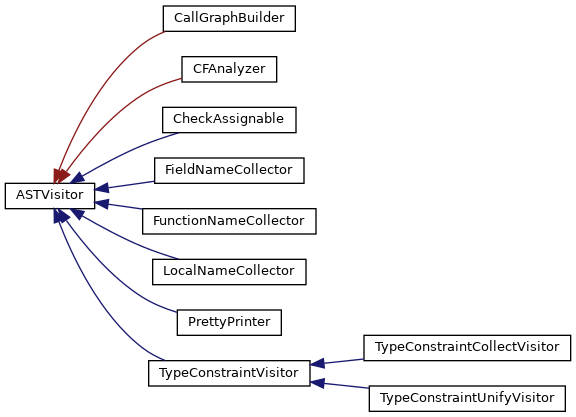 CallGraphBuilder
CFAnalyzer
CheckAssignable
FieldNameCollector
ASTVisitor
FunctionNameCollector
LocalNameCollector
PrettyPrinter
TypeConstraintCollectVisitor
TypeConstraintVisitor
TypeConstraintUnifyVisitor